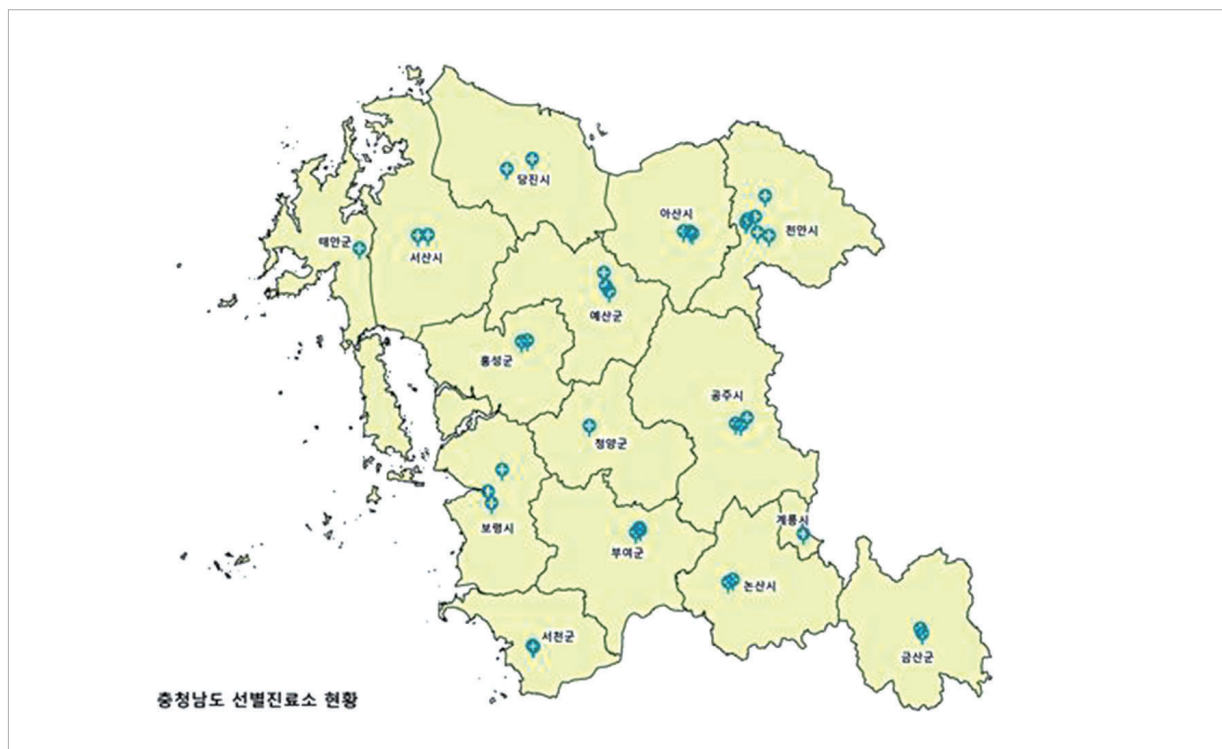 당진시
아산시
천안시
태안군
서산시
예산군
홍성군
공주시
청양군
보령시
계룡시
부여군
논산시
서천군
금산군
충청남도 선별진료소 현황